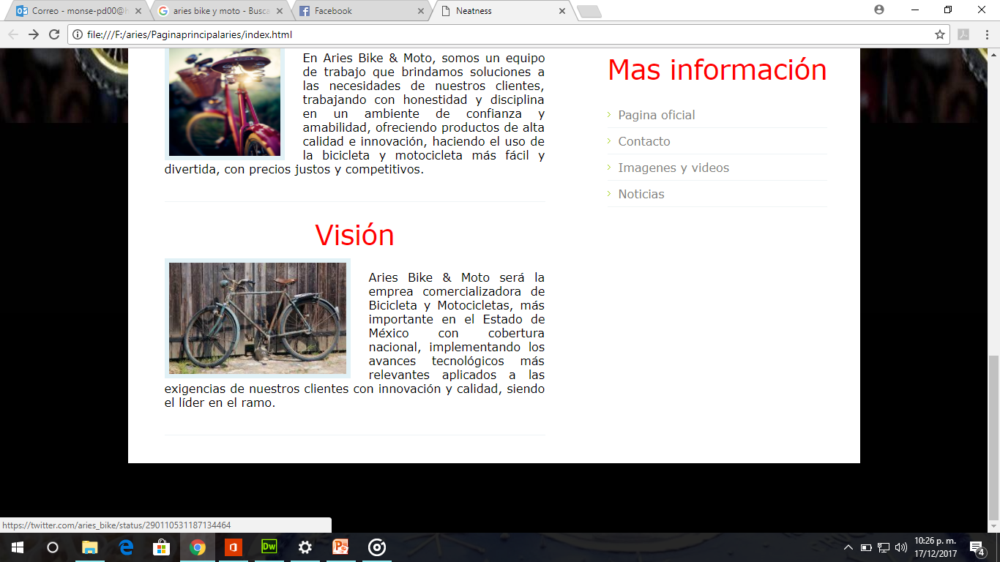 Correo - monse-pd00@h
aries bike y moto - Busca
Facebook
Neatness
file:///F:/aries/Paginaprincipalaries/index.html
En Aries Bike & Moto, somos un equipo
de trabajo que brindamos soluciones a
las necesidades de nuestros clientes,
trabajando con honestidad y disciplina
en un ambiente de confianza y
amabilidad, ofreciendo productos de alta
calidad e innovación, haciendo el uso de
la bicicleta y motocicleta más fácil y
divertida, con precios justos y competitivos.
Visión
Aries Bike & Moto será la
emprea comercializadora de
Bicicleta y Motocicletas, más
importante en el Estado de
México con cobertura
nacional, implementando los
avances tecnológicos más
relevantes aplicados a las
exigencias de nuestros clientes con innovación y calidad, siendo
el líder en el ramo.
Mas información
Pagina oficial
Contacto
Imagenes y videos
Noticias
https://twitter.com/aries_bike/status/290110531187134464
Dw
10:26 p. m.
17/12/2017
4